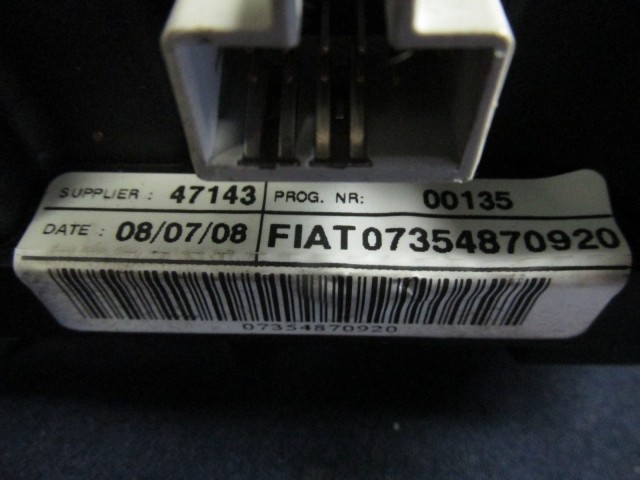 SUPPLIER : 47143 PROG. NR: 00135
DATE : 08/07/08 FIAT 07354870920
07354870920